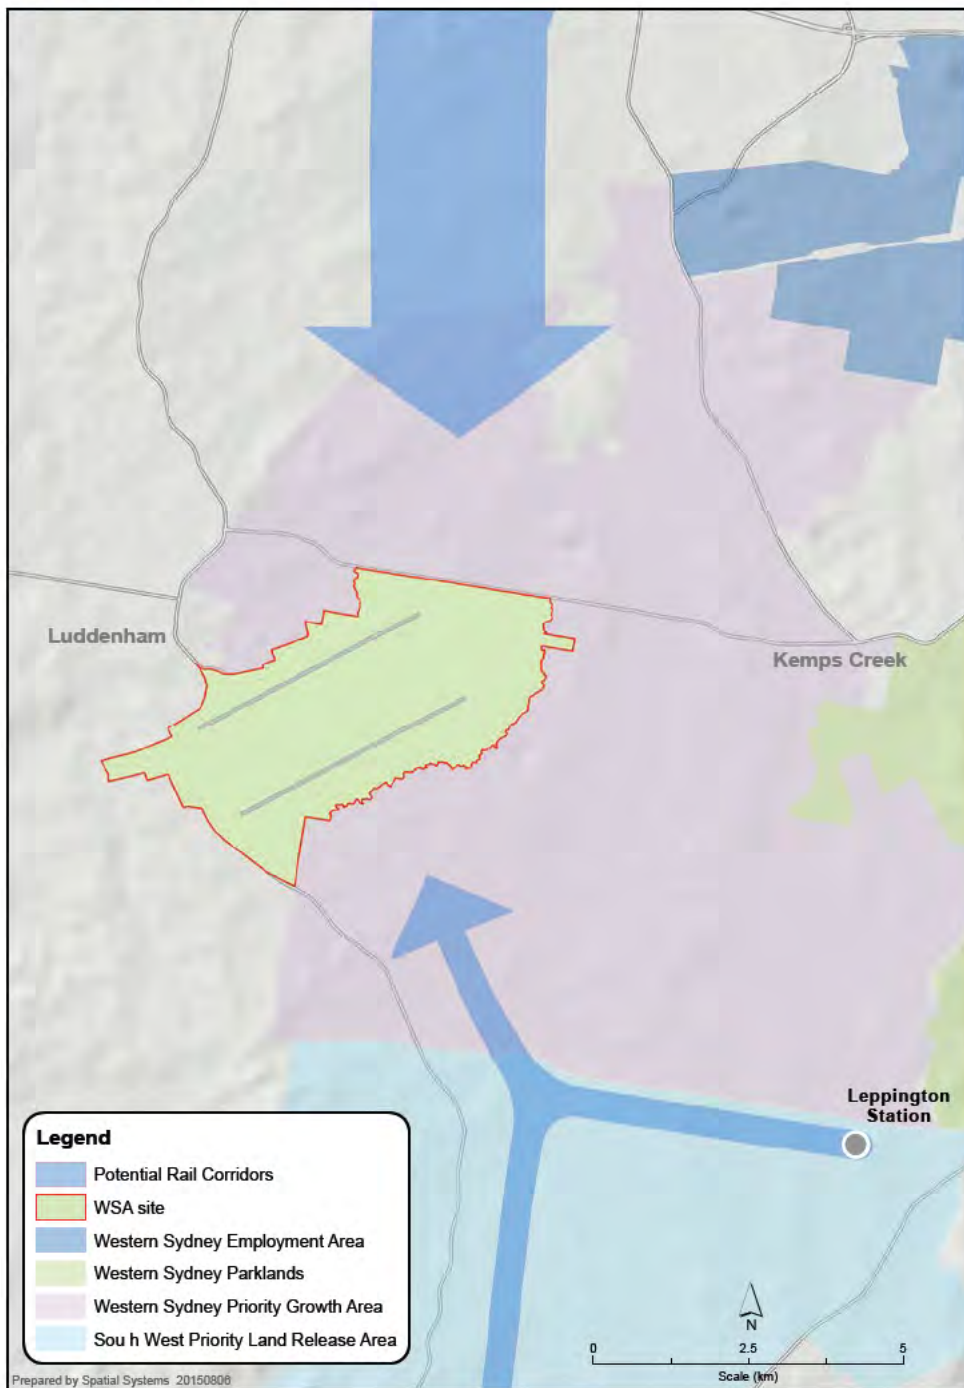 Luddenham
Kemps Creek
Leppington
Station
Legend
Potential Rail Corridors
WSA site
Western Sydney Employment Area
Western Sydney Parklands
Western Sydney Priority Growth Area
Sou h West Priority Land Release Area
N
0 2.5 5
Scale (km)
Prepared by Spatial Systems 20150806